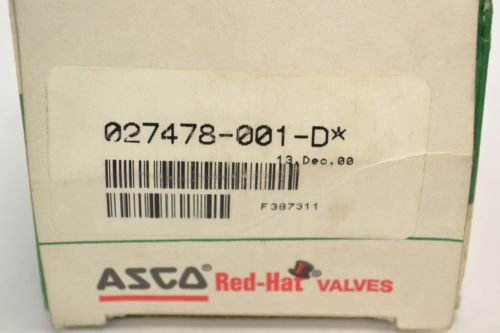 027478-001-D*
13.Dec.00
F387311
ASCO® Red-Hat® VALVES